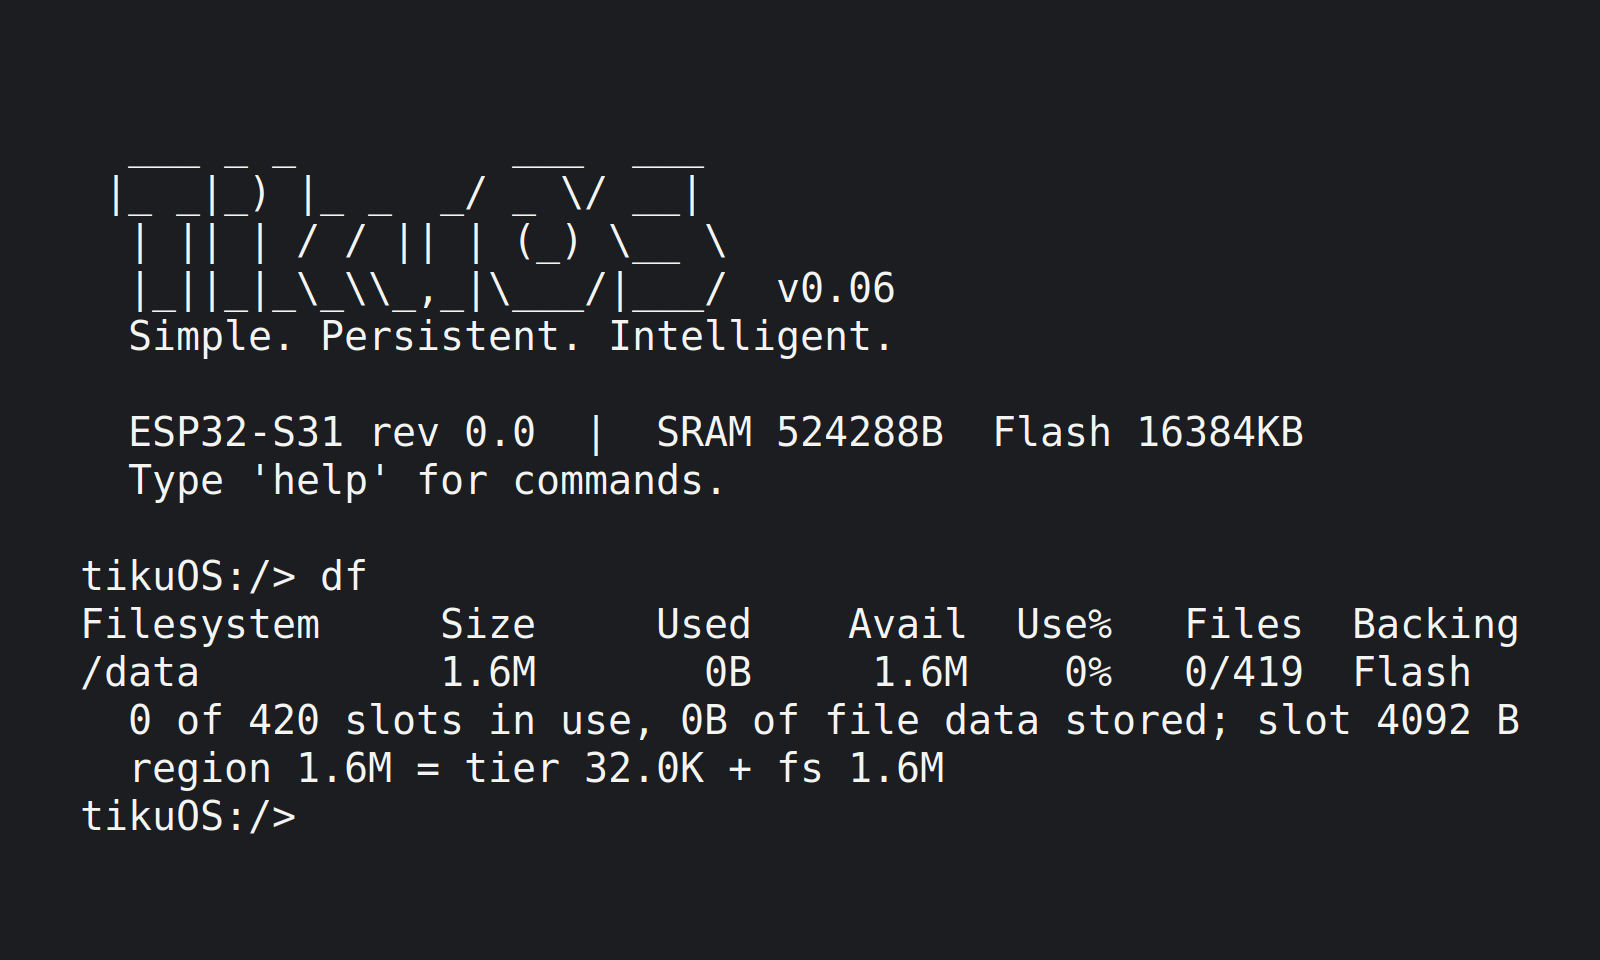 ___ _ _         ___  ___
 |_ _|_) |_ _  _/ _ \/ __|
  | || | / / || | (_) \__ \
  |_||_|_\_\\_,_|\___/|___/  v0.06
  Simple. Persistent. Intelligent.

  ESP32-S31 rev 0.0  |  SRAM 524288B  Flash 16384KB
  Type 'help' for commands.

tikuOS:/> df
Filesystem     Size     Used    Avail  Use%   Files  Backing
/data          1.6M       0B     1.6M    0%   0/419  Flash
  0 of 420 slots in use, 0B of file data stored; slot 4092 B
  region 1.6M = tier 32.0K + fs 1.6M
tikuOS:/>